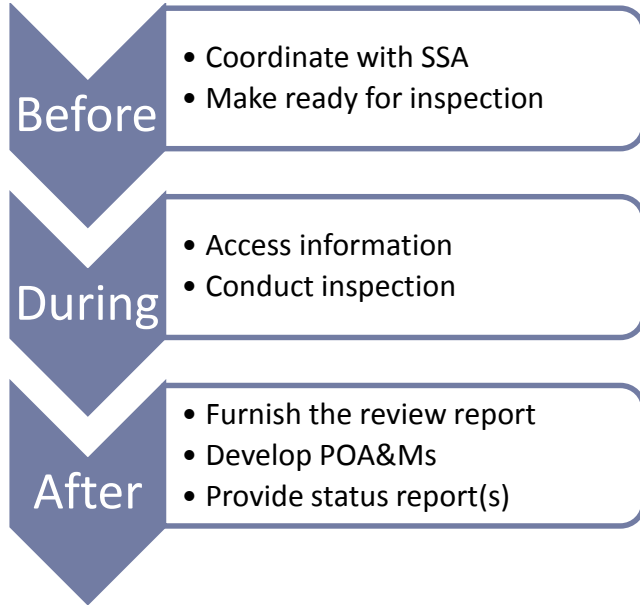 Before
• Coordinate with SSA
• Make ready for inspection
During
• Access information
• Conduct inspection
After
• Furnish the review report
• Develop POA&Ms
• Provide status report(s)